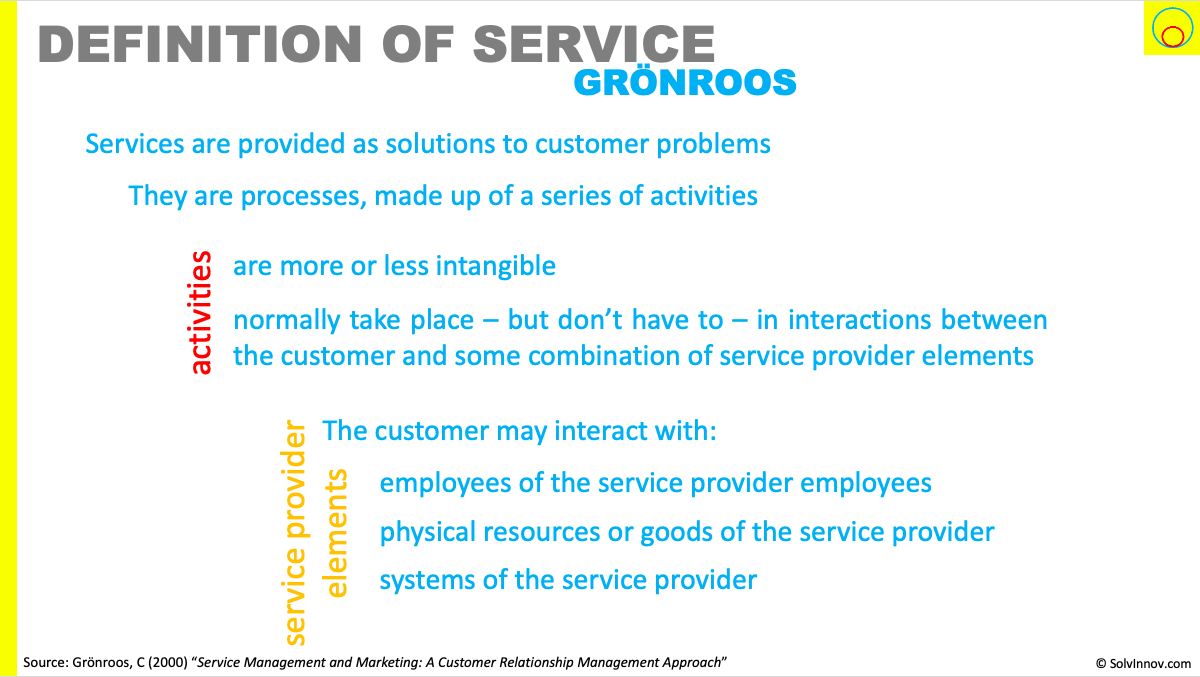 DEFINITION OF SERVICE
GRÖNROOS
Services are provided as solutions to customer problems
They are processes, made up of a series of activities
activities
are more or less intangible
normally take place – but don’t have to – in interactions between
the customer and some combination of service provider elements
service provider
elements
The customer may interact with:
employees of the service provider employees
physical resources or goods of the service provider
systems of the service provider
Source: Grönroos, C (2000) “Service Management and Marketing: A Customer Relationship Management Approach”
© SolvInnov.com